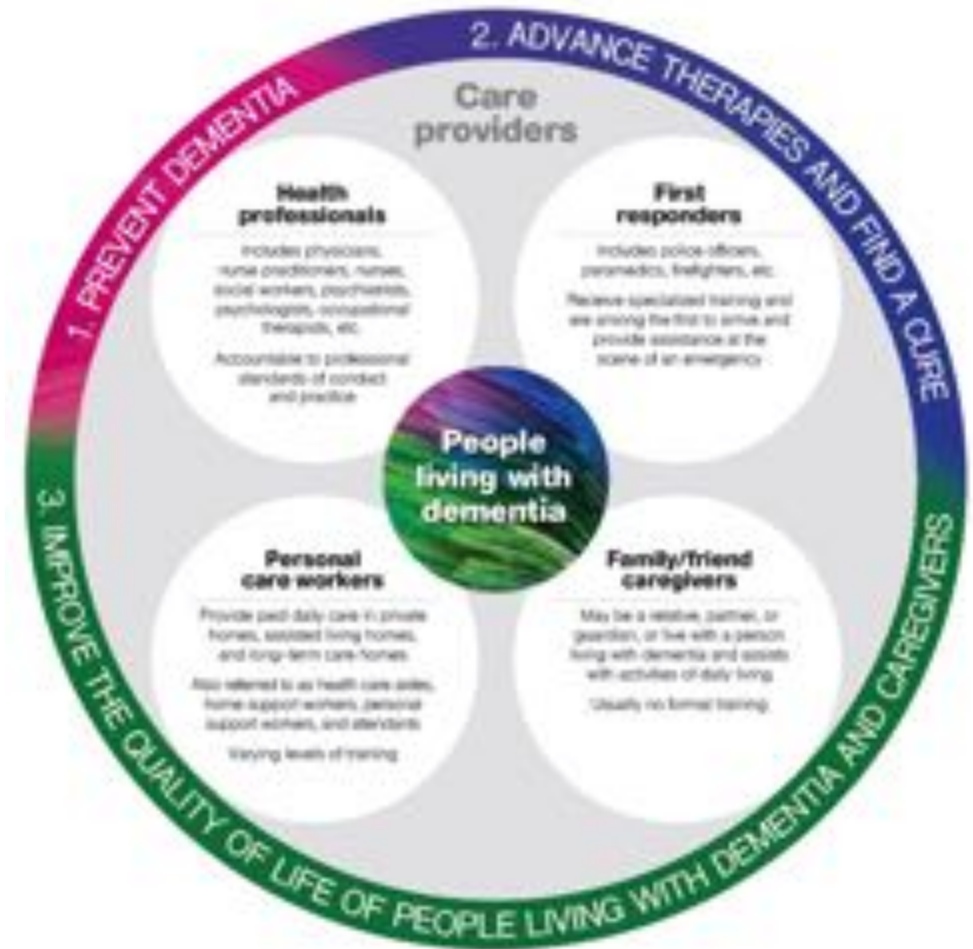 1. PREVENT DEMENTIA
2. ADVANCE THERAPIES AND FIND A CURE
Care
providers
Health
professionals
Includes physicians,
nurse practitioners, nurses,
social workers, psychiatrists,
psychologists, occupational
therapists, etc.
Accountable to professional
standards of conduct
and practice
First
responders
Includes police officers,
paramedics, firefighters, etc.
Receive specialized training and
are among the first to arrive and
provide assistance at the
scene of an emergency
People
living with
dementia
Personal
care workers
Provide paid daily care in private
homes, assisted living homes,
and long-term care homes
Also referred to as health care aides,
home support workers, personal
support workers, and attendants
Varying levels of training
Family/friend
caregivers
May be a relative, partner, or
guardian, or live with a person
living with dementia and assists
with activities of daily living
Usually no formal training
3. IMPROVE THE QUALITY OF LIFE OF PEOPLE LIVING WITH DEMENTIA AND CAREGIVERS